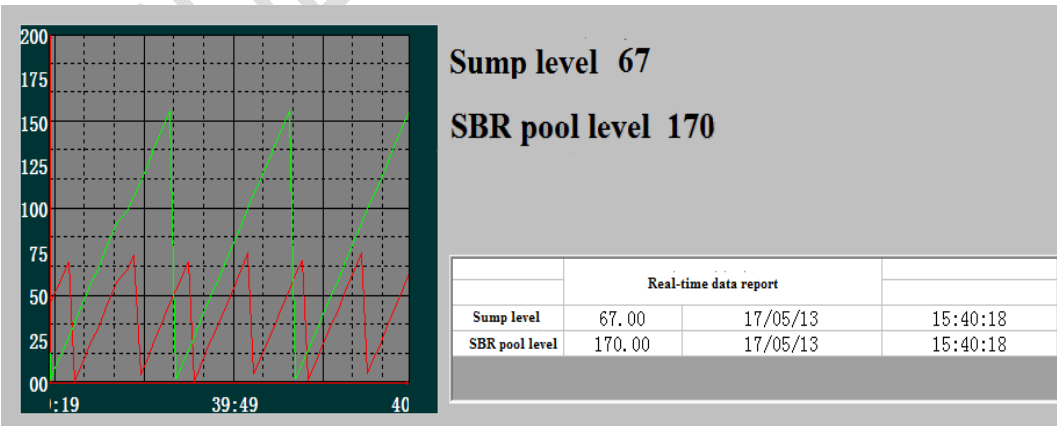 200
175
150
125
100
75
50
25
00
:19 39:49 40
Sump level 67
SBR pool level 170
Real-time data report
Sump level 67.00 17/05/13 15:40:18
SBR pool level 170.00 17/05/13 15:40:18